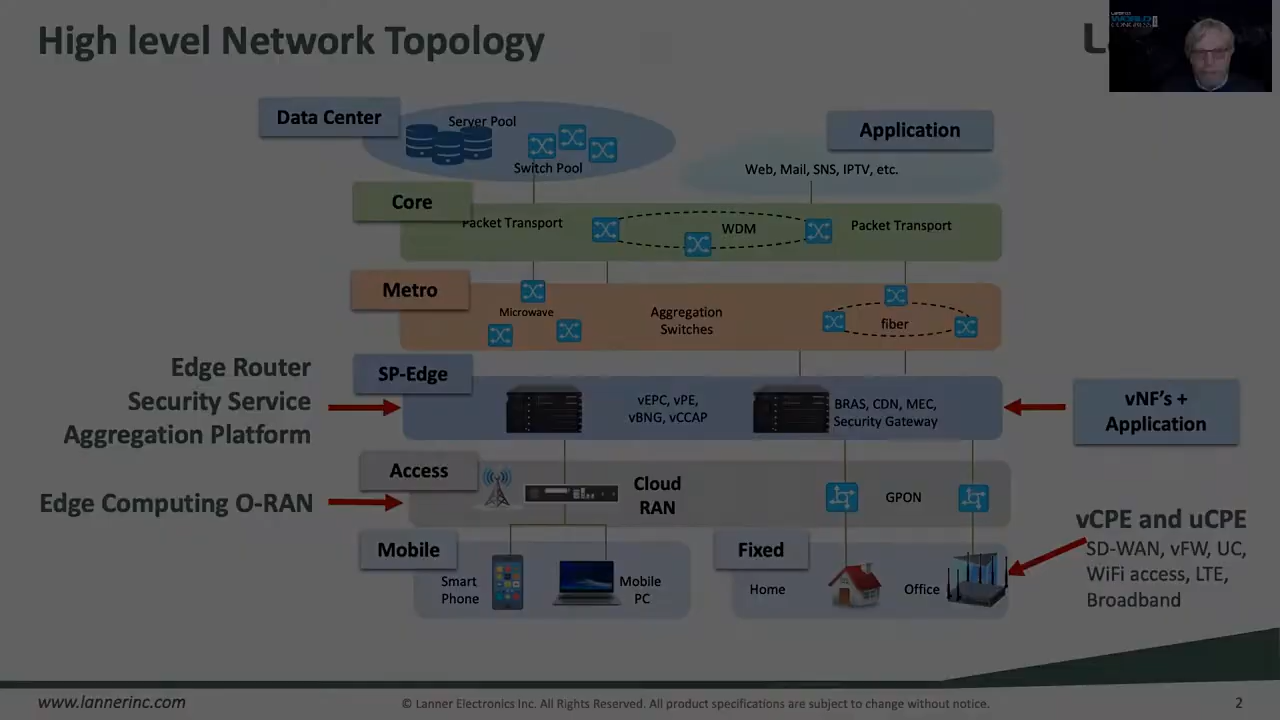 High level Network Topology
L
WORLD
CONGRESS
Data Center
Server Pool
Switch Pool
Application
Web, Mail, SNS, IPTV, etc.
Core
Packet Transport
WDM
Packet Transport
Metro
Microwave
Aggregation
Switches
fiber
Edge Router
Security Service
Aggregation Platform
SP-Edge
vEPC, vPE,
vBNG, vCCAP
BRAS, CDN, MEC,
Security Gateway
vNF's +
Application
Edge Computing O-RAN
Access
Cloud
RAN
GPON
vCPE and uCPE
SD-WAN, vFW, UC,
WiFi access, LTE,
Broadband
Mobile
Smart
Phone
Mobile
PC
Fixed
Home
Office
www.lannerinc.com
© Lanner Electronics Inc. All Rights Reserved. All product specifications are subject to change without notice.
2